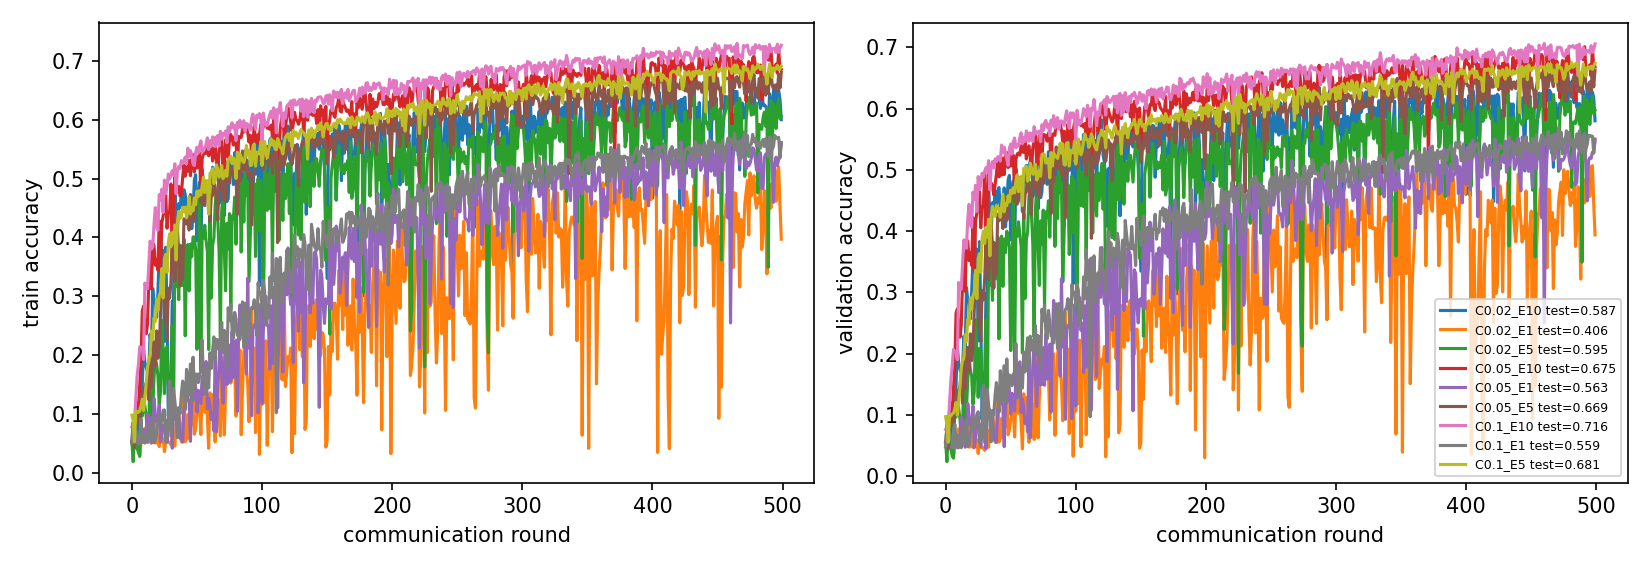 train accuracy
0.7
0.6
0.5
0.4
0.3
0.2
0.1
0.0
0 100 200 300 400 500
communication round
validation accuracy
0.7
0.6
0.5
0.4
0.3
0.2
0.1
0.0
C0.02_E10 test=0.587
C0.02_E1 test=0.406
C0.02_E5 test=0.595
C0.05_E10 test=0.675
C0.05_E1 test=0.563
C0.05_E5 test=0.669
C0.1_E10 test=0.716
C0.1_E1 test=0.559
C0.1_E5 test=0.681
0 100 200 300 400 500
communication round